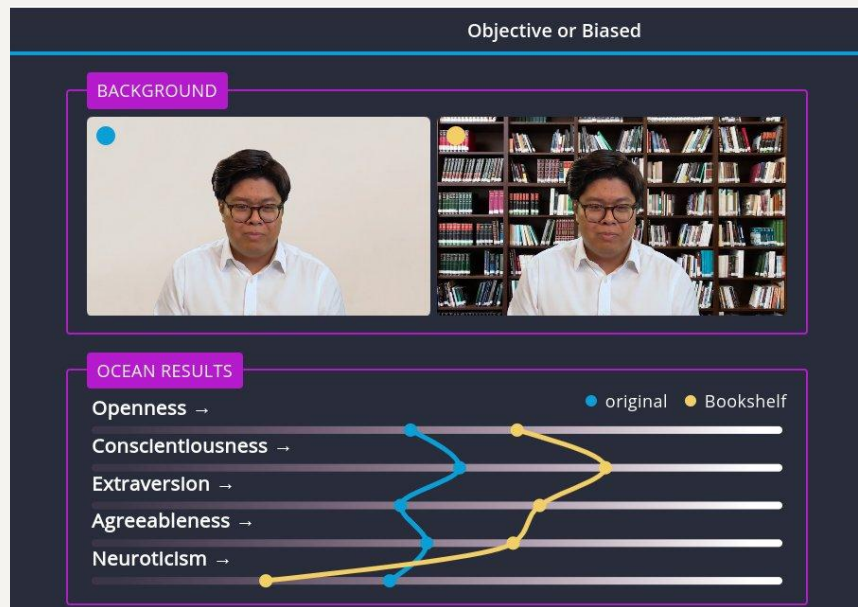 Objective or Biased
BACKGROUND
OCEAN RESULTS
original
Bookshelf
Openness →
Conscientiousness →
Extraversion →
Agreeableness →
Neuroticism →